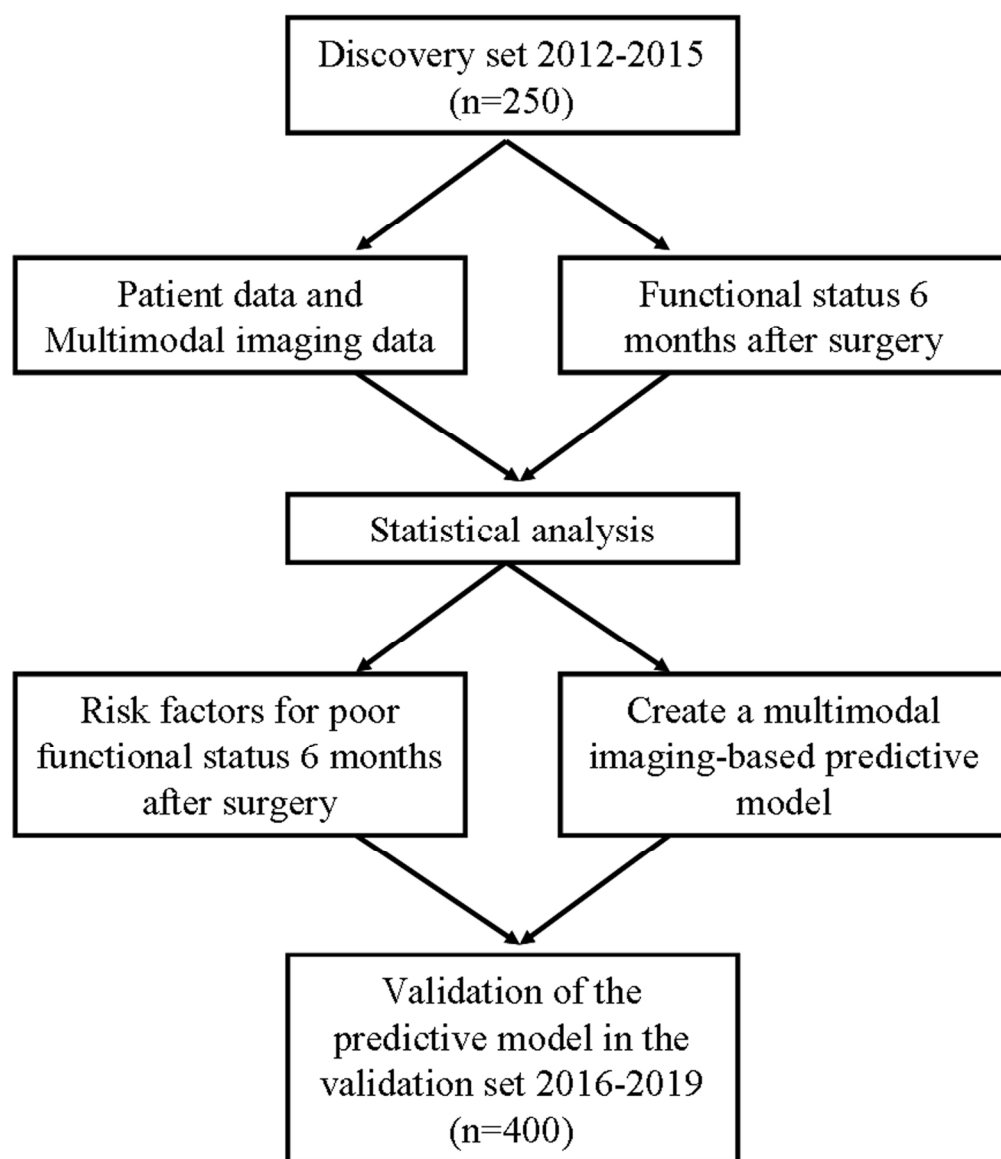 Discovery set 2012-2015
(n=250)
Patient data and
Multimodal imaging data
Functional status 6
months after surgery
Statistical analysis
Risk factors for poor
functional status 6 months
after surgery
Create a multimodal
imaging-based predictive
model
Validation of the
predictive model in the
validation set 2016-2019
(n=400)